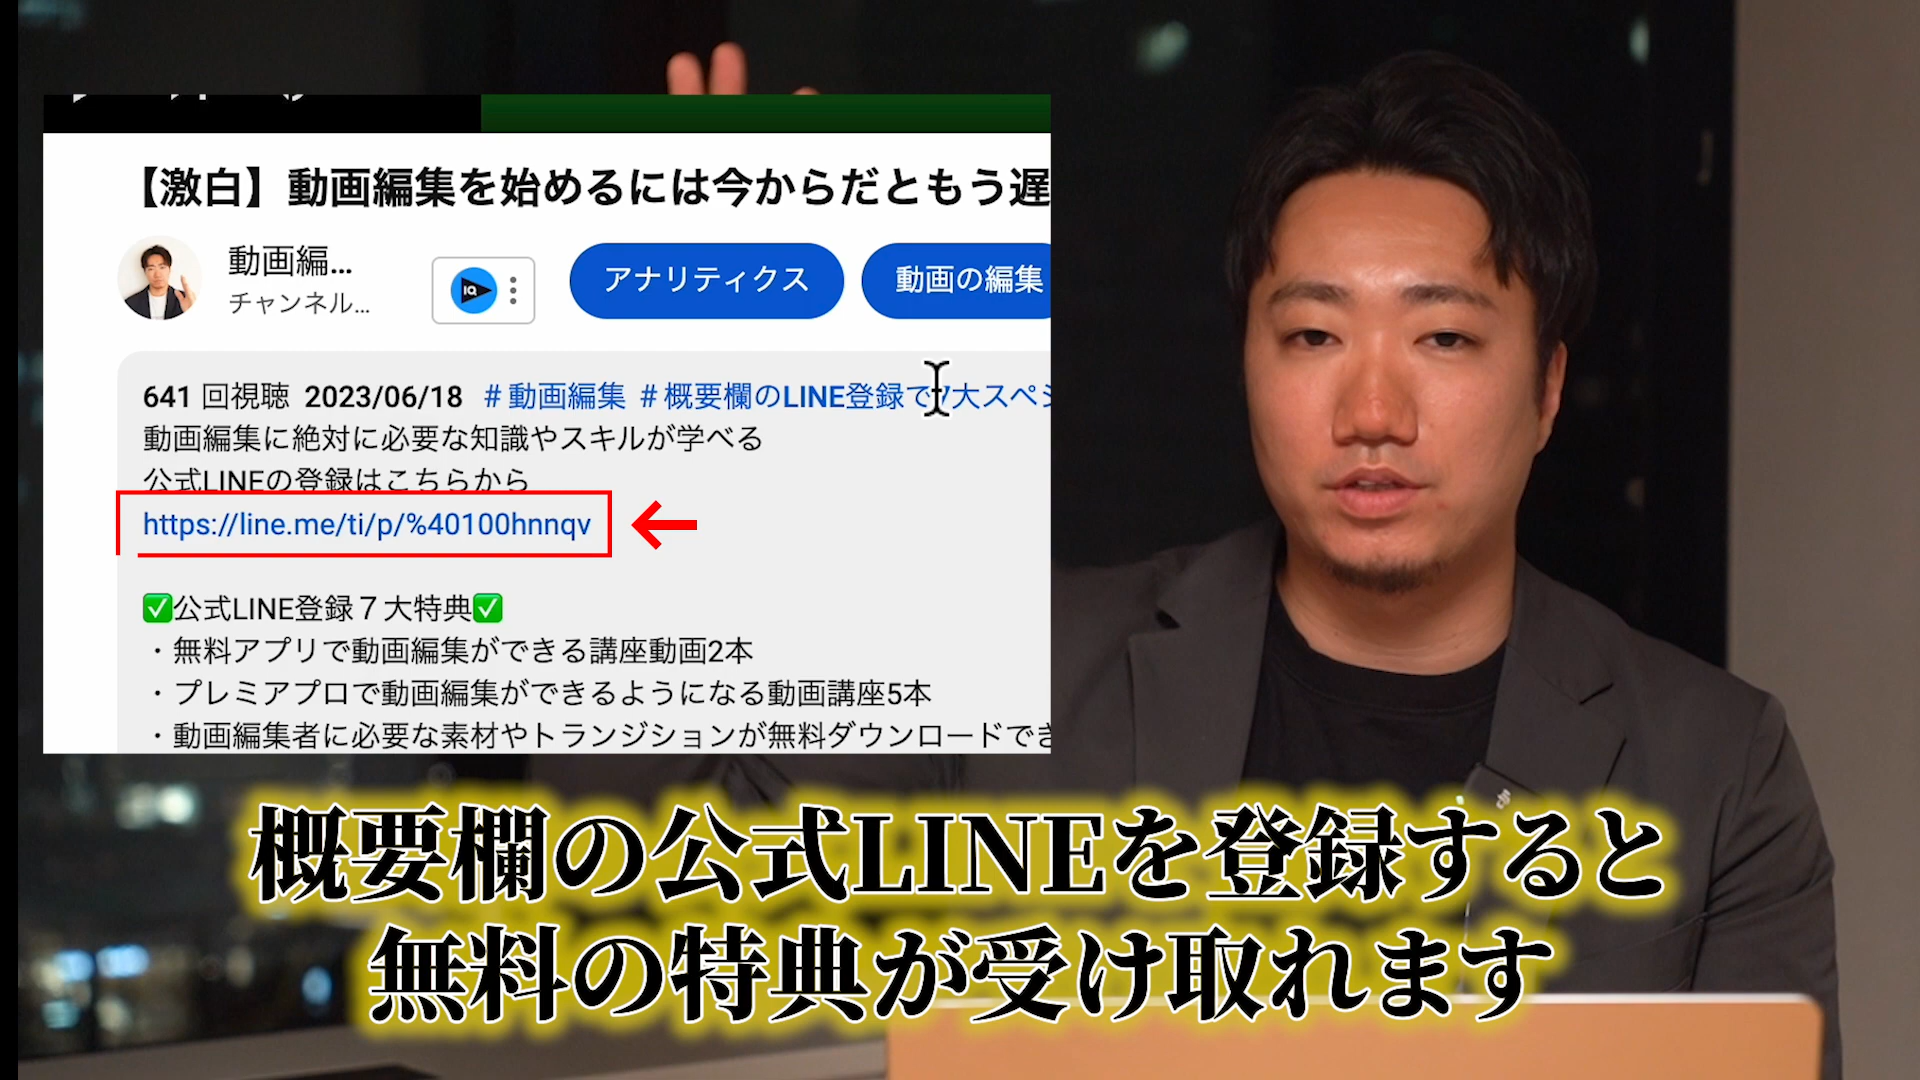 【激白】動画編集を始めるには今からだともう遅
動画編...
チャンネル...
IQ
アナリティクス
動画の編集
641 回視聴 2023/06/18 #動画編集 #概要欄のLINE登録で7大スペシ
動画編集に絶対に必要な知識やスキルが学べる
公式LINEの登録はこちらから
https://line.me/ti/p/%40100hnnqv
✅公式LINE登録７大特典✅
・無料アプリで動画編集ができる講座動画2本
・プレミアプロで動画編集ができるようになる動画講座5本
・動画編集者に必要な素材やトランジションが無料ダウンロードでき
概要欄の公式LINEを登録すると
無料の特典が受け取れます